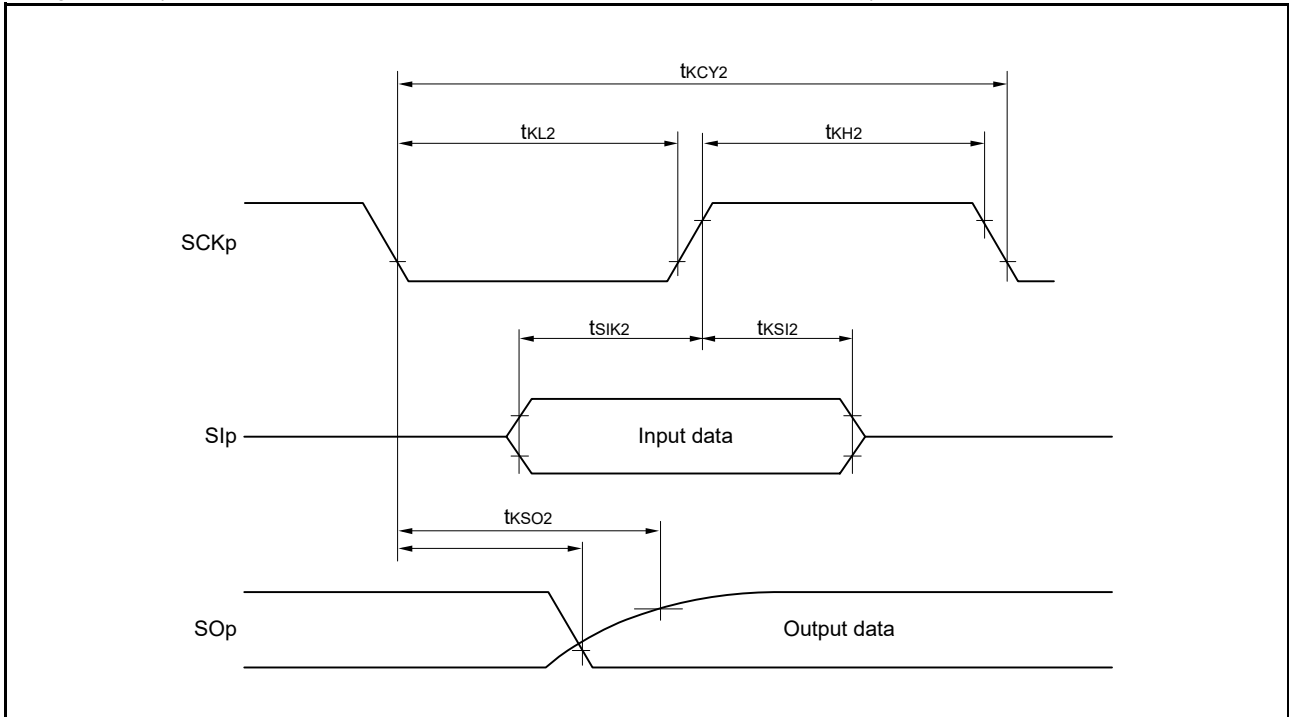 tKCY2
tKL2
tKH2
SCKp
tSIK2
tKSI2
SIp
Input data
tKSO2
SOp
Output data